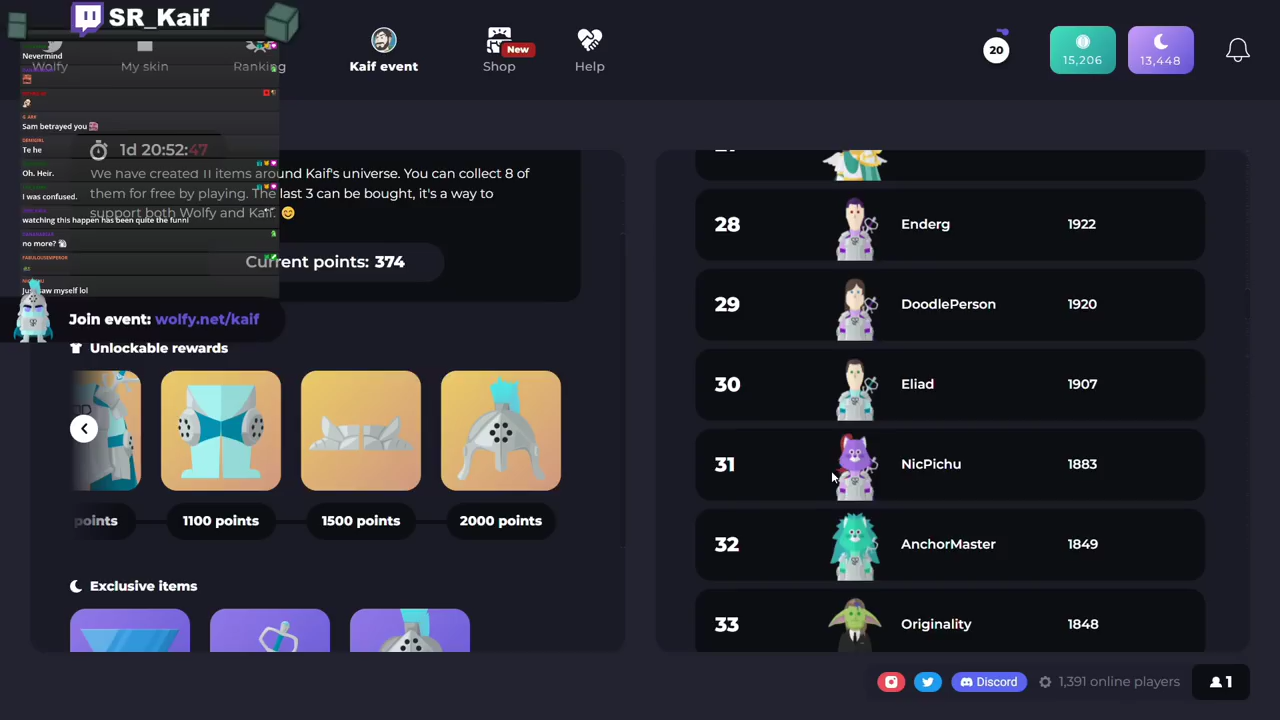 SR_Kaif
Wolfy
My skin
Ranking
Kaif event
Shop
New
Help
20
15,206
13,448
Nevermind
Sam betrayed you
Te he
Oh. Heir.
I was confused.
watching this happen has been quite the funni
no more?
Just saw myself lol
1d 20:52:47
We have created 11 items around Kaif's universe. You can collect 8 of
them for free by playing. The last 3 can be bought, it's a way to
support both Wolfy and Kaif.
Current points: 374
Join event: wolfy.net/kaif
Unlockable rewards
points
1100 points
1500 points
2000 points
Exclusive items
28 Enderg 1922
29 DoodlePerson 1920
30 Eliad 1907
31 NicPichu 1883
32 AnchorMaster 1849
33 Originality 1848
Discord
1,391 online players
1